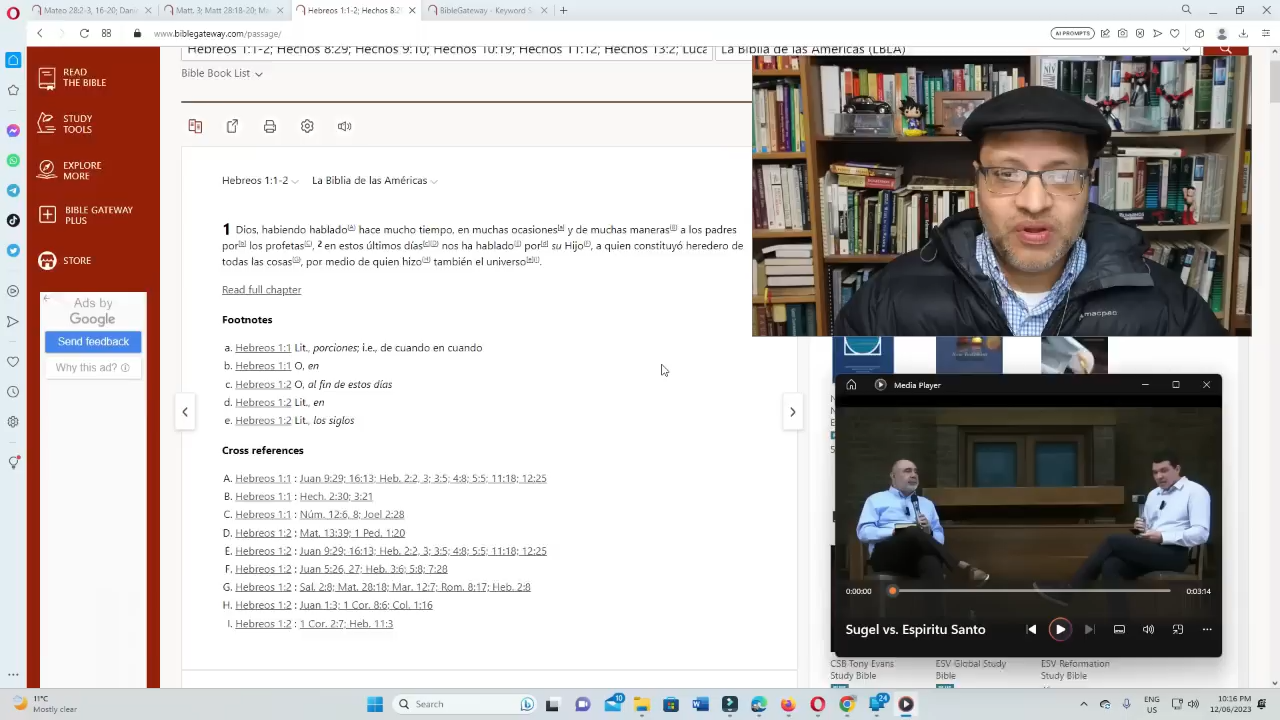 Mateo 28:2-3, 16-20; Daniel
Matt. 3; Matt 28:18-20; Matt
Hebreos 1:1-2; Hechos 8:2
BibleGateway - Keyword S
www.biblegateway.com/passage/
AI PROMPTS
Hebreos 1:1-2; Hechos 8:29; Hechos 9:10; Hechos 10:19; Hechos 11:12; Hechos 13:2; Luca
La Biblia de las Américas (LBLA)
Bible Book List
READ
THE BIBLE
STUDY
TOOLS
EXPLORE
MORE
BIBLE GATEWAY
PLUS
STORE
Ads by
Google
Send feedback
Why this ad?
Hebreos 1:1-2 La Biblia de las Américas
1 Dios, habiendo hablado[A] hace mucho tiempo, en muchas ocasiones[a] y de muchas maneras[B] a los padres
por[b] los profetas[C], 2 en estos últimos días[c][D] nos ha hablado[E] por[d] su Hijo[F], a quien constituyó heredero de
todas las cosas[G], por medio de quien hizo[H] también el universo[e][I].
Read full chapter
Footnotes
a. Hebreos 1:1 Lit., porciones; i.e., de cuando en cuando
b. Hebreos 1:1 O, en
c. Hebreos 1:2 O, al fin de estos días
d. Hebreos 1:2 Lit., en
e. Hebreos 1:2 Lit., los siglos
Cross references
A. Hebreos 1:1 : Juan 9:29; 16:13; Heb. 2:2, 3; 3:5; 4:8; 5:5; 11:18; 12:25
B. Hebreos 1:1 : Hech. 2:30; 3:21
C. Hebreos 1:1 : Núm. 12:6, 8; Joel 2:28
D. Hebreos 1:2 : Mat. 13:39; 1 Ped. 1:20
E. Hebreos 1:2 : Juan 9:29; 16:13; Heb. 2:2, 3; 3:5; 4:8; 5:5; 11:18; 12:25
F. Hebreos 1:2 : Juan 5:26, 27; Heb. 3:6; 5:8; 7:28
G. Hebreos 1:2 : Sal. 2:8; Mat. 28:18; Mar. 12:7; Rom. 8:17; Heb. 2:8
H. Hebreos 1:2 : Juan 1:3; 1 Cor. 8:6; Col. 1:16
I. Hebreos 1:2 : 1 Cor. 2:7; Heb. 11:3
Amacpac
Media Player
0:00:00
0:03:14
Sugel vs. Espiritu Santo
CSB Tony Evans
Study Bible
ESV Global Study
Bible
ESV Reformation
Study Bible
11°C
Mostly clear
Search
10
24
ENG
US
10:16 PM
12/06/2023